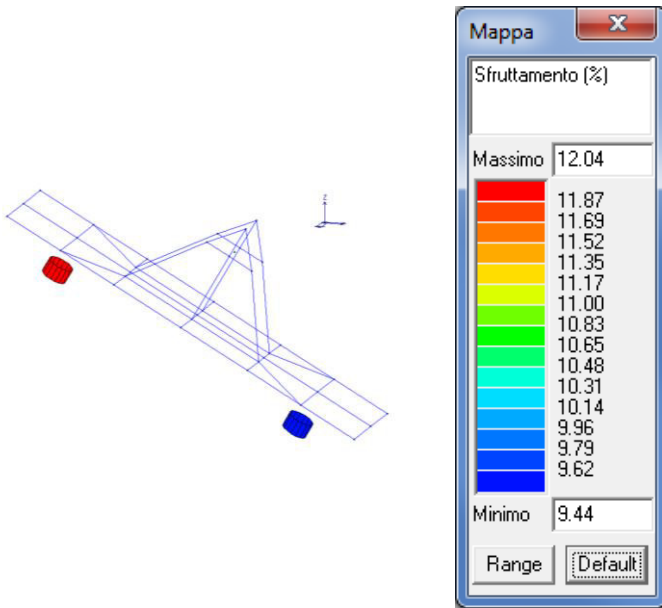 Mappa
X
Sfruttamento (%)
Massimo 12.04
11.87
11.69
11.52
11.35
11.17
11.00
10.83
10.65
10.48
10.31
10.14
9.96
9.79
9.62
Minimo 9.44
Range Default
z